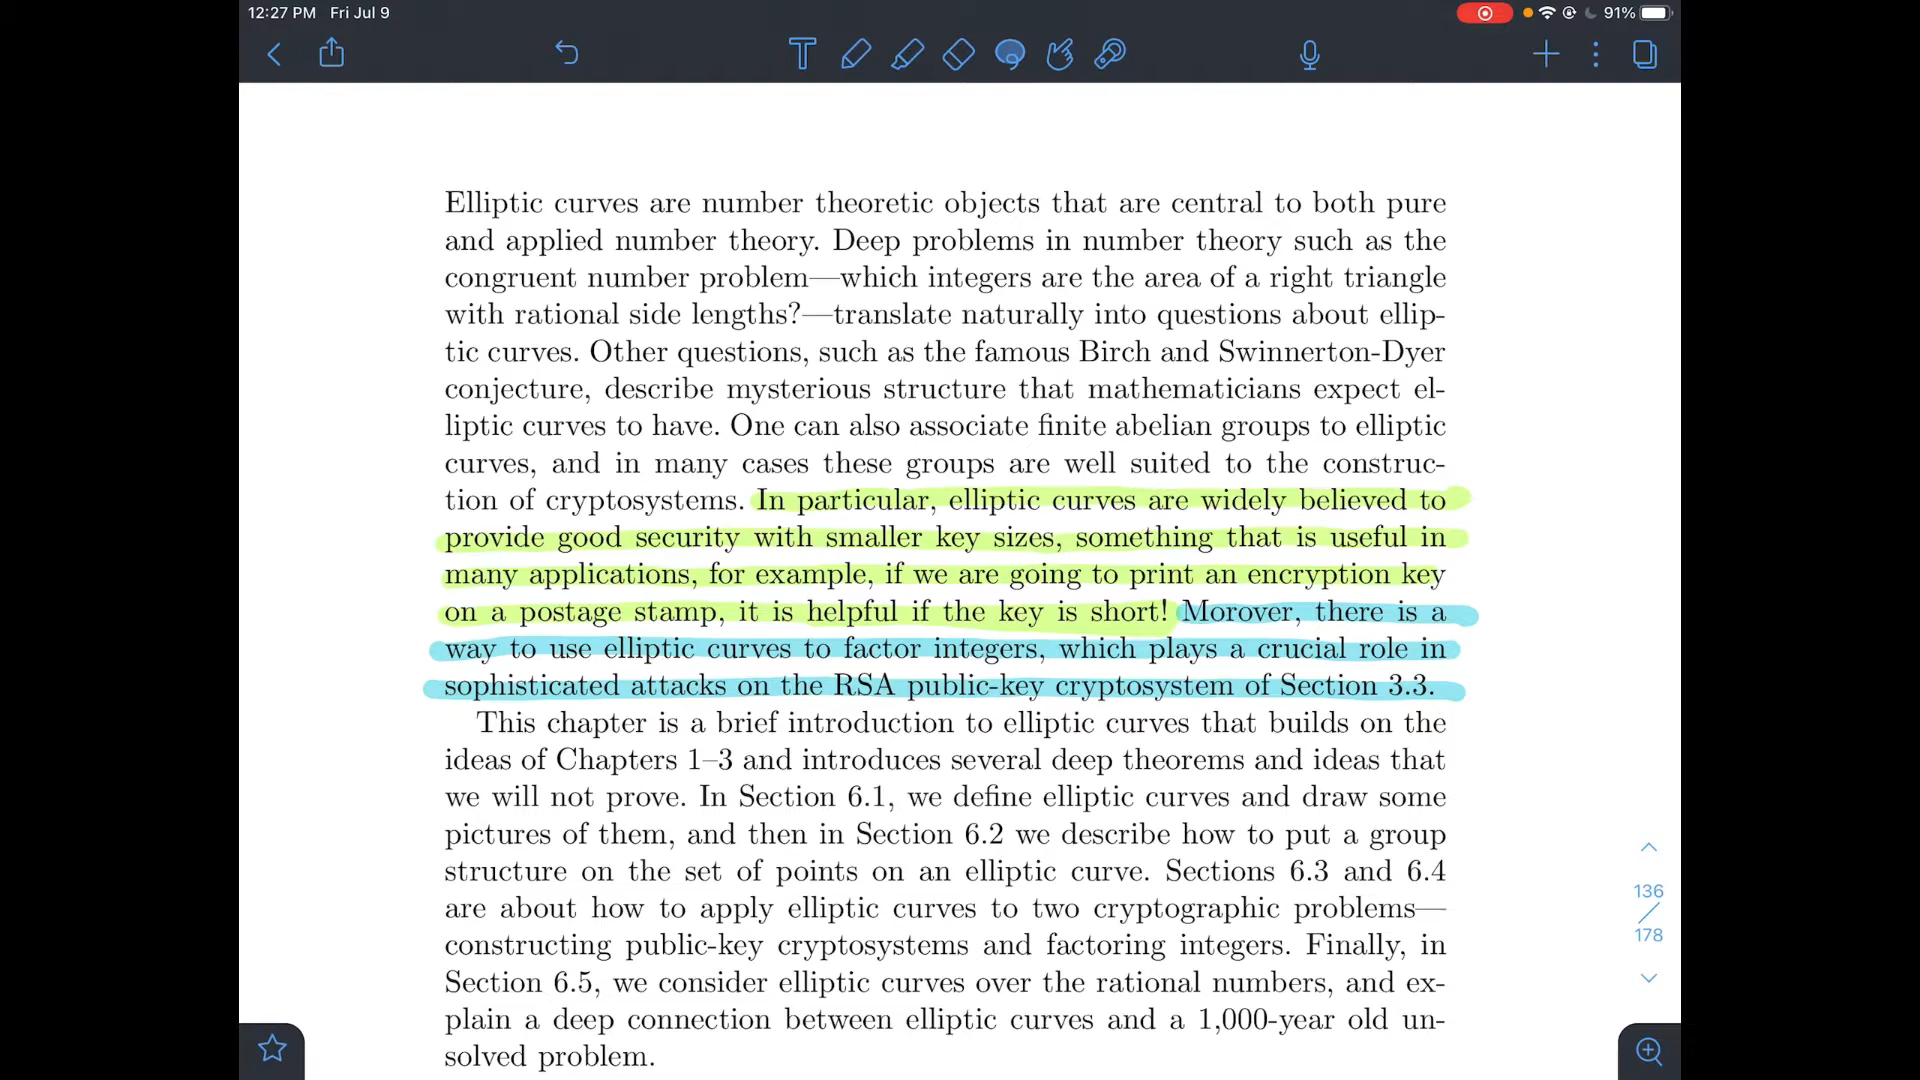 12:27 PM Fri Jul 9
91%
Elliptic curves are number theoretic objects that are central to both pure
and applied number theory. Deep problems in number theory such as the
congruent number problem—which integers are the area of a right triangle
with rational side lengths?—translate naturally into questions about ellip-
tic curves. Other questions, such as the famous Birch and Swinnerton-Dyer
conjecture, describe mysterious structure that mathematicians expect el-
liptic curves to have. One can also associate finite abelian groups to elliptic
curves, and in many cases these groups are well suited to the construc-
tion of cryptosystems. In particular, elliptic curves are widely believed to
provide good security with smaller key sizes, something that is useful in
many applications, for example, if we are going to print an encryption key
on a postage stamp, it is helpful if the key is short! Morover, there is a
way to use elliptic curves to factor integers, which plays a crucial role in
sophisticated attacks on the RSA public-key cryptosystem of Section 3.3.
This chapter is a brief introduction to elliptic curves that builds on the
ideas of Chapters 1–3 and introduces several deep theorems and ideas that
we will not prove. In Section 6.1, we define elliptic curves and draw some
pictures of them, and then in Section 6.2 we describe how to put a group
structure on the set of points on an elliptic curve. Sections 6.3 and 6.4
are about how to apply elliptic curves to two cryptographic problems—
constructing public-key cryptosystems and factoring integers. Finally, in
Section 6.5, we consider elliptic curves over the rational numbers, and ex-
plain a deep connection between elliptic curves and a 1,000-year old un-
solved problem.
136
178